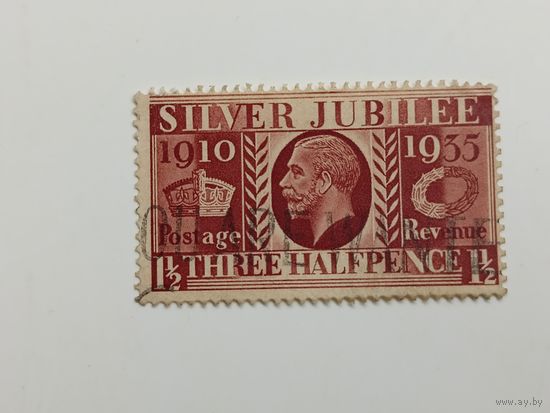 SILVER JUBILEE
1910 1935
Postage Revenue
1½ THREE HALFPENCE 1½
www.ay.by